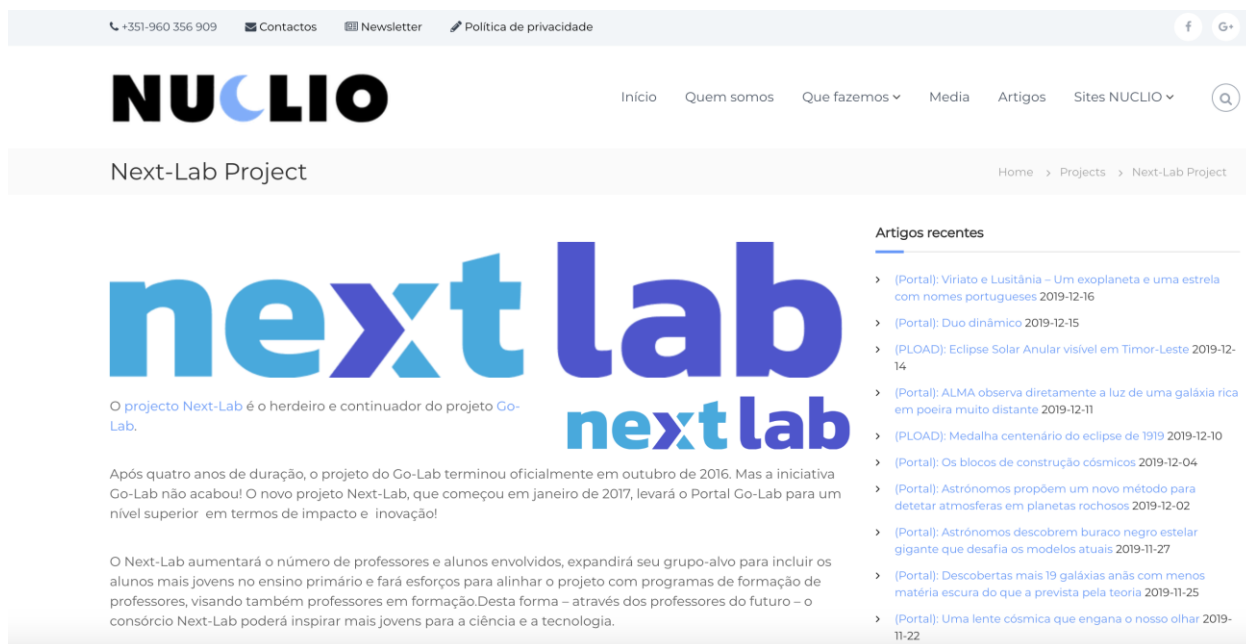 +351-960 356 909 Contactos Newsletter Política de privacidade f G+
NUCLIO
Início Quem somos Que fazemos Media Artigos Sites NUCLIO
Next-Lab Project
Home > Projects > Next-Lab Project
next lab
O projecto Next-Lab é o herdeiro e continuador do projeto Go-
Lab.
next lab
Após quatro anos de duração, o projeto do Go-Lab terminou oficialmente em outubro de 2016. Mas a iniciativa
Go-Lab não acabou! O novo projeto Next-Lab, que começou em janeiro de 2017, levará o Portal Go-Lab para um
nível superior em termos de impacto e inovação!
O Next-Lab aumentará o número de professores e alunos envolvidos, expandirá seu grupo-alvo para incluir os
alunos mais jovens no ensino primário e fará esforços para alinhar o projeto com programas de formação de
professores, visando também professores em formação.Desta forma – através dos professores do futuro – o
consórcio Next-Lab poderá inspirar mais jovens para a ciência e a tecnologia.
Artigos recentes
> (Portal): Viriato e Lusitânia – Um exoplaneta e uma estrela
com nomes portugueses 2019-12-16
> (Portal): Duo dinâmico 2019-12-15
> (PLOAD): Eclipse Solar Anular visível em Timor-Leste 2019-12-
14
> (Portal): ALMA observa diretamente a luz de uma galáxia rica
em poeira muito distante 2019-12-11
> (PLOAD): Medalha centenário do eclipse de 1919 2019-12-10
> (Portal): Os blocos de construção cósmicos 2019-12-04
> (Portal): Astrónomos propõem um novo método para
detetar atmosferas em planetas rochosos 2019-12-02
> (Portal): Astrónomos descobrem buraco negro estelar
gigante que desafia os modelos atuais 2019-11-27
> (Portal): Descobertas mais 19 galáxias anãs com menos
matéria escura do que a prevista pela teoria 2019-11-25
> (Portal): Uma lente cósmica que engana o nosso olhar 2019-
11-22